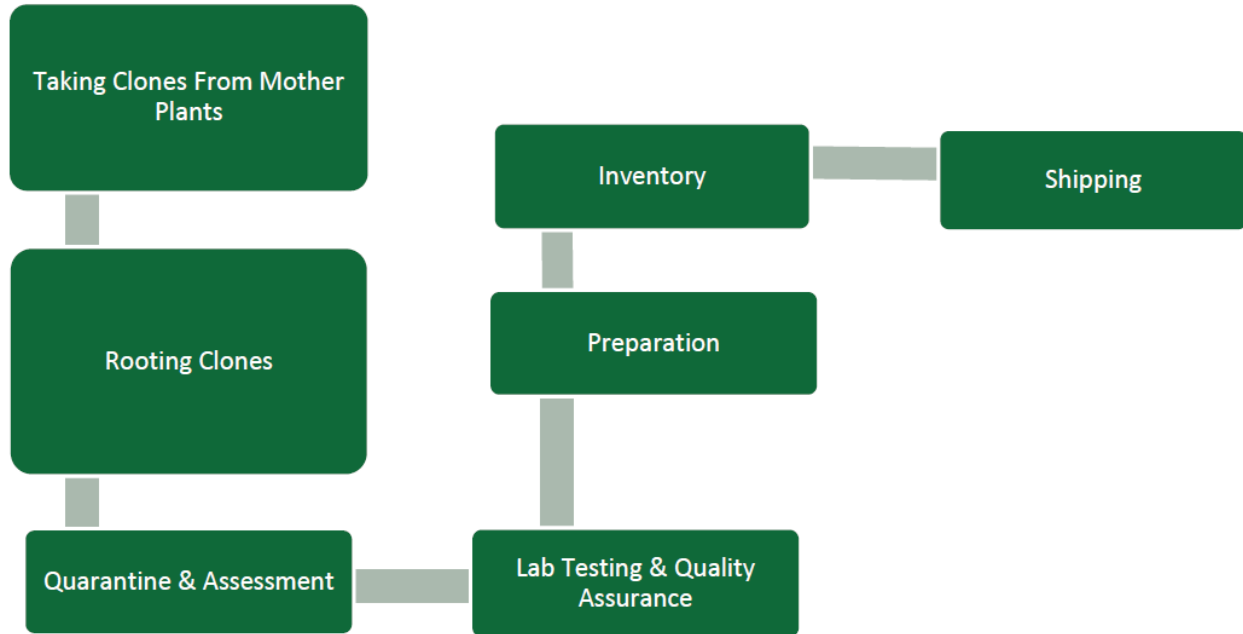 Taking Clones From Mother
Plants
Rooting Clones
Quarantine & Assessment
Lab Testing & Quality
Assurance
Preparation
Inventory
Shipping